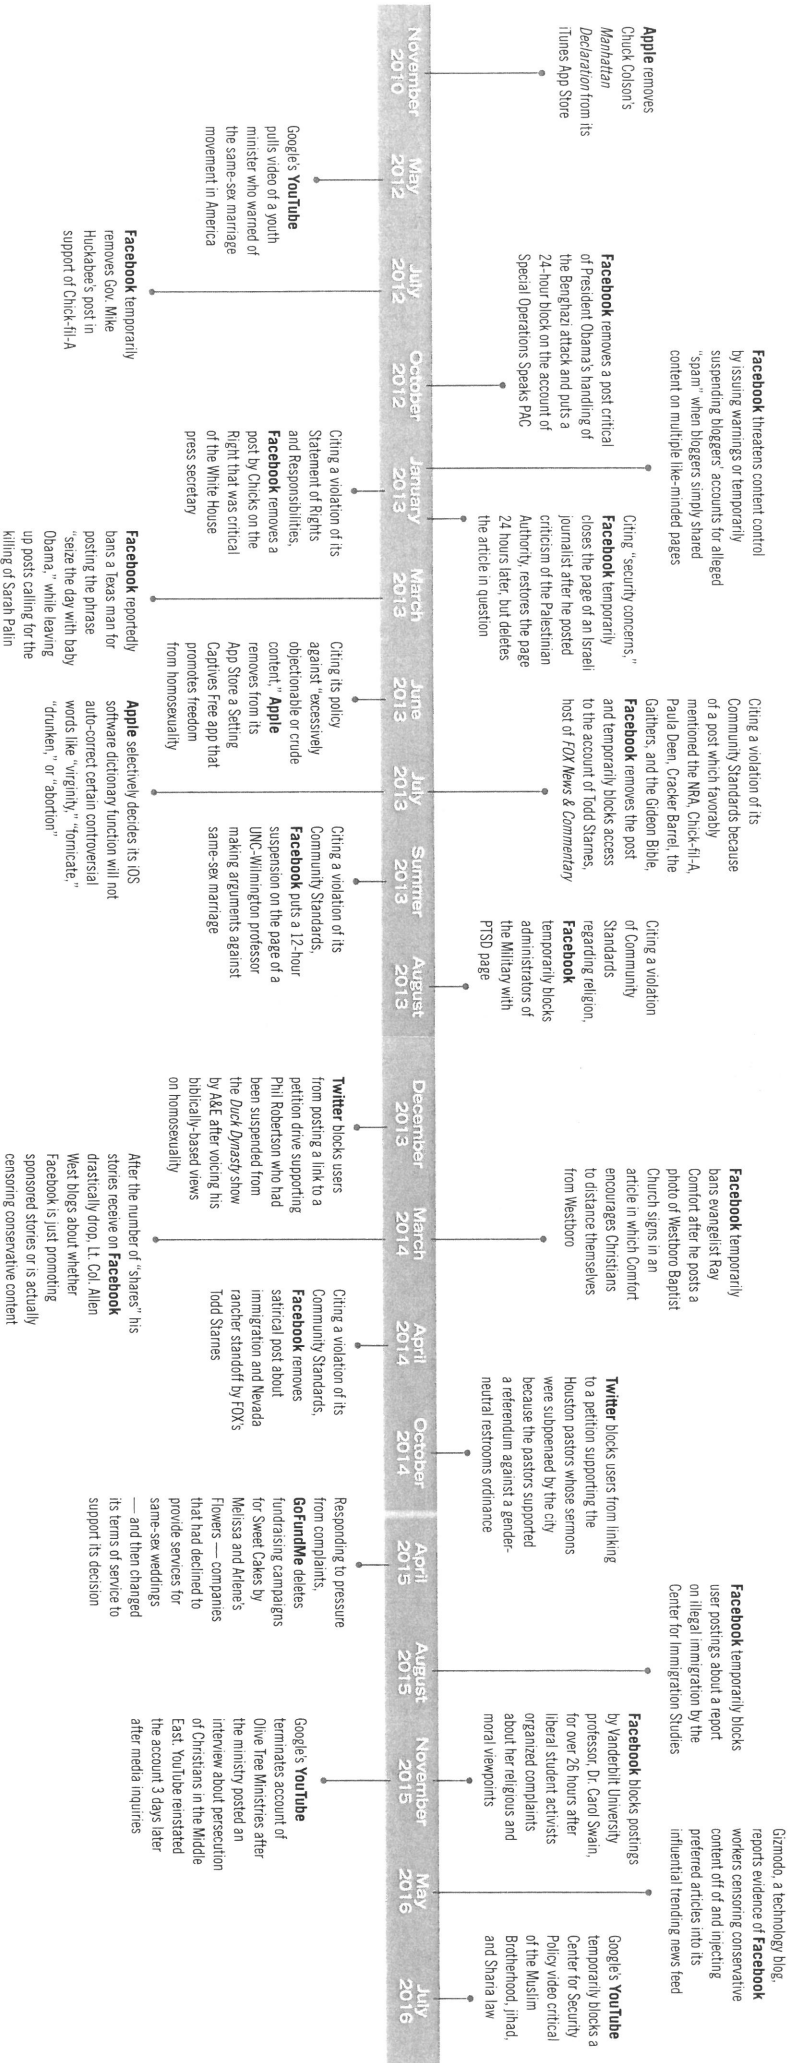 Apple removes
Chuck Colson's
Manhattan
Declaration from its
iTunes App Store
November
2010
May
2012
Google's YouTube
pulls video of a youth
minister who warned of
the same-sex marriage
movement in America
July
2012
Facebook temporarily
removes Gov. Mike
Huckabee's post in
support of Chick-fil-A
Facebook removes a post critical
of President Obama's handling of
the Benghazi attack and puts a
24-hour block on the account of
Special Operations Speaks PAC
October
2012
Facebook threatens content control
by issuing warnings or temporarily
suspending bloggers' accounts for alleged
"spam" when bloggers simply shared
content on multiple like-minded pages
January
2013
Citing a violation of its
Statement of Rights
and Responsibilities,
Facebook removes a
post by Chicks on the
Right that was critical
of the White House
press secretary
Citing "security concerns,"
Facebook temporarily
closes the page of an Israeli
journalist after he posted
criticism of the Palestinian
Authority, restores the page
24 hours later, but deletes
the article in question
March
2013
Facebook reportedly
bans a Texas man for
posting the phrase
"seize the day with baby
Obama," while leaving
up posts calling for the
killing of Sarah Palin
June
2013
Citing its policy
against "excessively
objectionable or crude
content," Apple
removes from its
App Store a Setting
Captives Free app that
promotes freedom
from homosexuality
Citing a violation of its
Community Standards because
of a post which favorably
mentioned the NRA, Chick-fil-A,
Paula Deen, Cracker Barrel, the
Gaithers, and the Gideon Bible,
Facebook removes the post
and temporarily blocks access
to the account of Todd Starnes,
host of FOX News & Commentary
July
2013
Apple selectively decides its iOS
software dictionary function will not
auto-correct certain controversial
words like "virginity," "fornicate,"
"drunken," or "abortion"
Summer
2013
Citing a violation of its
Community Standards,
Facebook puts a 12-hour
suspension on the page of a
UNC-Wilmington professor
making arguments against
same-sex marriage
Citing a violation
of Community
Standards
regarding religion,
Facebook
temporarily blocks
administrators of
the Military with
PTSD page
August
2013
December
2013
Twitter blocks users
from posting a link to a
petition drive supporting
Phil Robertson who had
been suspended from
the Duck Dynasty show
by A&E after voicing his
biblically-based views
on homosexuality
Facebook temporarily
bans evangelist Ray
Comfort after he posts a
photo of Westboro Baptist
Church signs in an
article in which Comfort
encourages Christians
to distance themselves
from Westboro
March
2014
After the number of "shares" his
stories receive on Facebook
drastically drop, Lt. Col. Allen
West blogs about whether
Facebook is just promoting
sponsored stories or is actually
censoring conservative content
April
2014
Citing a violation of its
Community Standards,
Facebook removes
satirical post about
immigration and Nevada
rancher standoff by FOX's
Todd Starnes
Twitter blocks users from linking
to a petition supporting the
Houston pastors whose sermons
were subpoenaed by the city
because the pastors supported
a referendum against a gender-
neutral restrooms ordinance
October
2014
April
2015
Responding to pressure
from complaints,
GoFundMe deletes
fundraising campaigns
for Sweet Cakes by
Melissa and Arlene's
Flowers — companies
that had declined to
provide services for
same-sex weddings
— and then changed
its terms of service to
support its decision
Facebook temporarily blocks
user postings about a report
on illegal immigration by the
Center for Immigration Studies
August
2015
Facebook blocks postings
by Vanderbilt University
professor, Dr. Carol Swain,
for over 26 hours after
liberal student activists
organized complaints
about her religious and
moral viewpoints
November
2015
Google's YouTube
terminates account of
Olive Tree Ministries after
the ministry posted an
interview about persecution
of Christians in the Middle
East. YouTube reinstated
the account 3 days later
after media inquiries
Gizmodo, a technology blog,
reports evidence of Facebook
workers censoring conservative
content off of and injecting
preferred articles into its
influential trending news feed
May
2016
Google's YouTube
temporarily blocks a
Center for Security
Policy video critical
of the Muslim
Brotherhood, jihad,
and Sharia law
July
2016